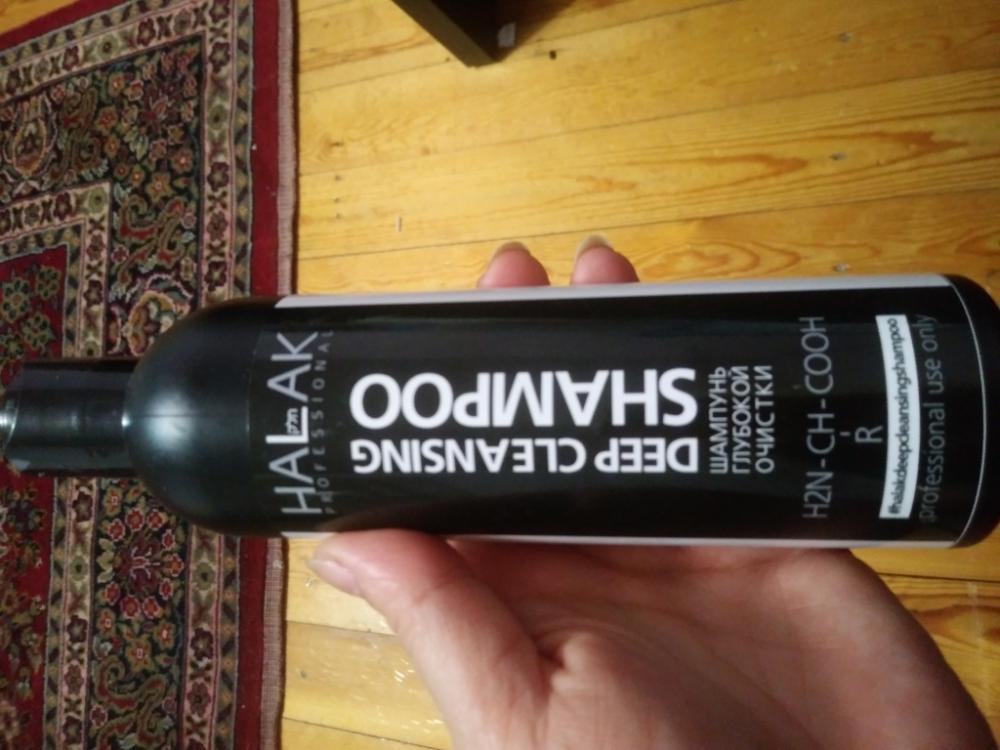 HALAK
PROFESSIONAL
DEEP CLEANSING
SHAMPOO
ШАМПУНЬ
ГЛУБОКОЙ
ОЧИСТКИ
H2N-CH-COOH
R
#halakdeepcleansingshampoo
professional use only